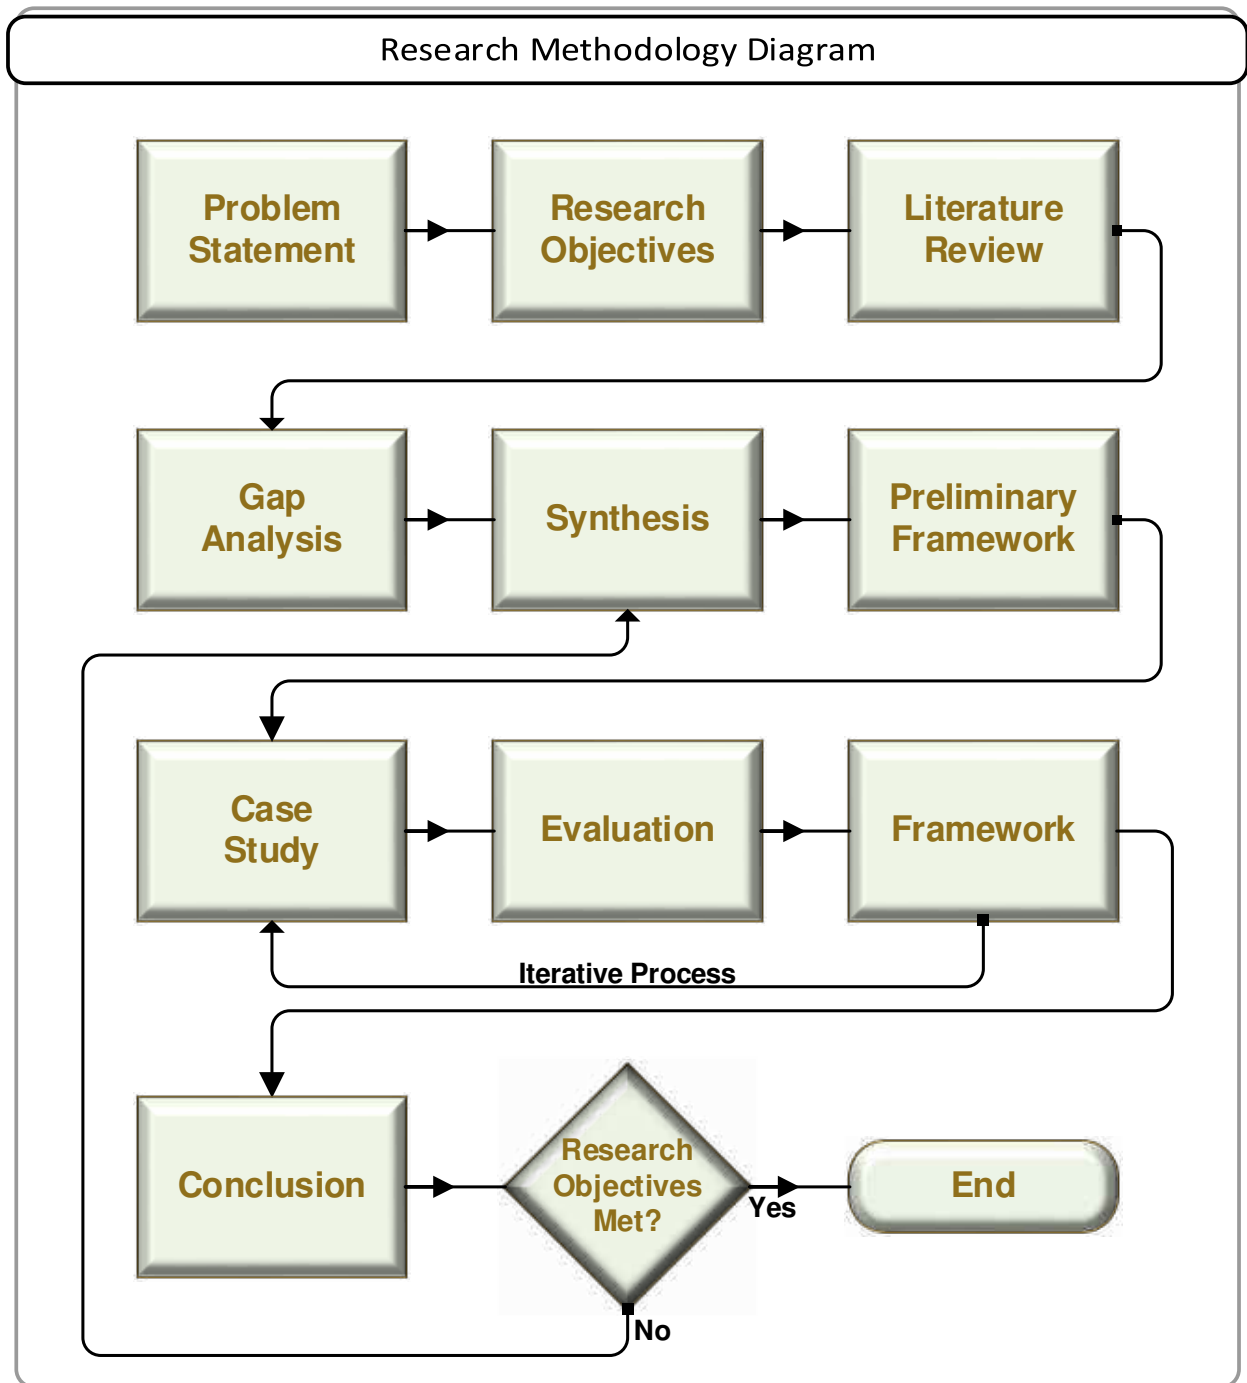 Research Methodology Diagram
Problem
Statement
Research
Objectives
Literature
Review
Gap
Analysis
Synthesis
Preliminary
Framework
Case
Study
Evaluation
Framework
Iterative Process
Conclusion
Research
Objectives
Met?
Yes
End
No